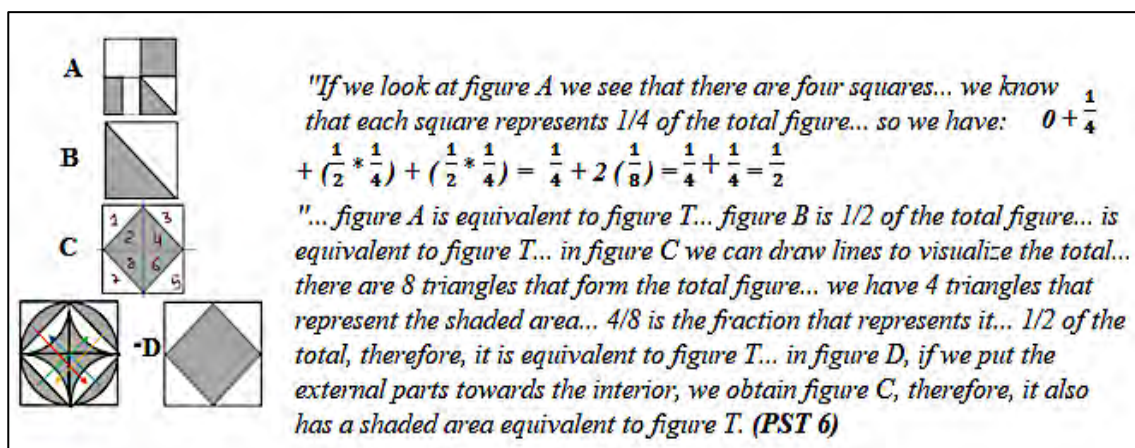 A
B
C
1 3
2 4
8 6
7 5
-D
"If we look at figure A we see that there are four squares... we know
that each square represents 1/4 of the total figure... so we have: 0 + 1/4
+ (1/2 * 1/4) + (1/2 * 1/4) = 1/4 + 2 (1/8) = 1/4 + 1/4 = 1/2
"... figure A is equivalent to figure T... figure B is 1/2 of the total figure... is
equivalent to figure T... in figure C we can draw lines to visualize the total...
there are 8 triangles that form the total figure... we have 4 triangles that
represent the shaded area... 4/8 is the fraction that represents it... 1/2 of the
total, therefore, it is equivalent to figure T... in figure D, if we put the
external parts towards the interior, we obtain figure C, therefore, it also
has a shaded area equivalent to figure T. (PST 6)